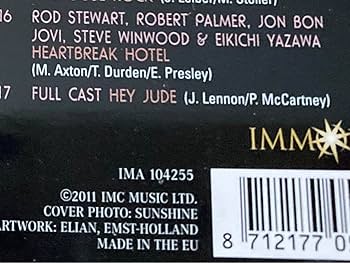 16 ROD STEWART, ROBERT PALMER, JON BON
JOVI, STEVE WINWOOD & EIKICHI YAZAWA
HEARTBREAK HOTEL
(M. Axton/T. Durden/E. Presley)
17 FULL CAST HEY JUDE (J. Lennon/P. McCartney)
IMM
IMA 104255
©2011 IMC MUSIC LTD.
COVER PHOTO: SUNSHINE
ARTWORK: ELIAN, EMST-HOLLAND
MADE IN THE EU
8 712177 0